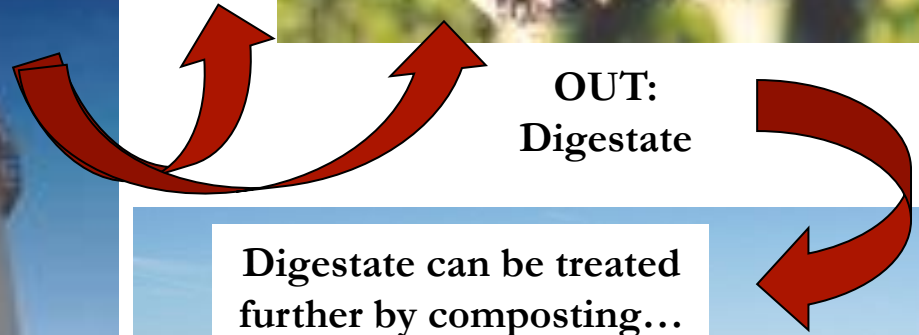 OUT:
Digestate
Digestate can be treated
further by composting…